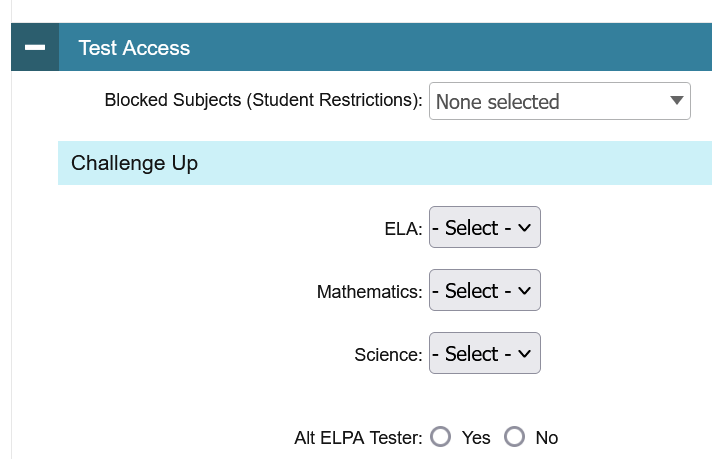 Test Access
Blocked Subjects (Student Restrictions): None selected
Challenge Up
ELA: - Select -
Mathematics: - Select -
Science: - Select -
Alt ELPA Tester: Yes No